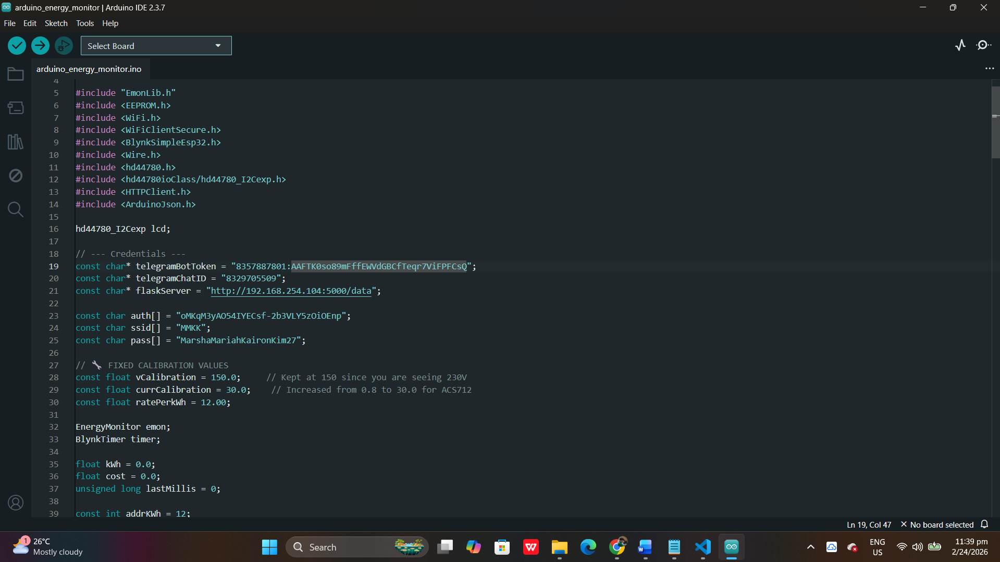 arduino_energy_monitor | Arduino IDE 2.3.7
File Edit Sketch Tools Help
Select Board
arduino_energy_monitor.ino
4
5 #include "EmonLib.h"
6 #include <EEPROM.h>
7 #include <WiFi.h>
8 #include <WiFiClientSecure.h>
9 #include <BlynkSimpleEsp32.h>
10 #include <Wire.h>
11 #include <hd44780.h>
12 #include <hd44780ioClass/hd44780_I2Cexp.h>
13 #include <HTTPClient.h>
14 #include <ArduinoJson.h>
15
16 hd44780_I2Cexp lcd;
17
18 // --- Credentials ---
19 const char* telegramBotToken = "8357887801:AAFTK0so89mFffEWVdGBCfTeqr7ViFPFCsQ";
20 const char* telegramChatID = "8329705509";
21 const char* flaskServer = "http://192.168.254.104:5000/data";
22
23 const char auth[] = "oMKqM3yAO54IYECsf-2b3VLY5zOiOEnp";
24 const char ssid[] = "MMKK";
25 const char pass[] = "MarshaMariahKaironKim27";
26
27 // 🔧 FIXED CALIBRATION VALUES
28 const float vCalibration = 150.0; // Kept at 150 since you are seeing 230V
29 const float currCalibration = 30.0; // Increased from 0.8 to 30.0 for ACS712
30 const float ratePerkWh = 12.00;
31
32 EnergyMonitor emon;
33 BlynkTimer timer;
34
35 float kWh = 0.0;
36 float cost = 0.0;
37 unsigned long lastMillis = 0;
38
39 const int addrKWh = 12;
Ln 19, Col 47 × No board selected
1 26°C
Mostly cloudy
Search
ENG
US
11:39 pm
2/24/2026